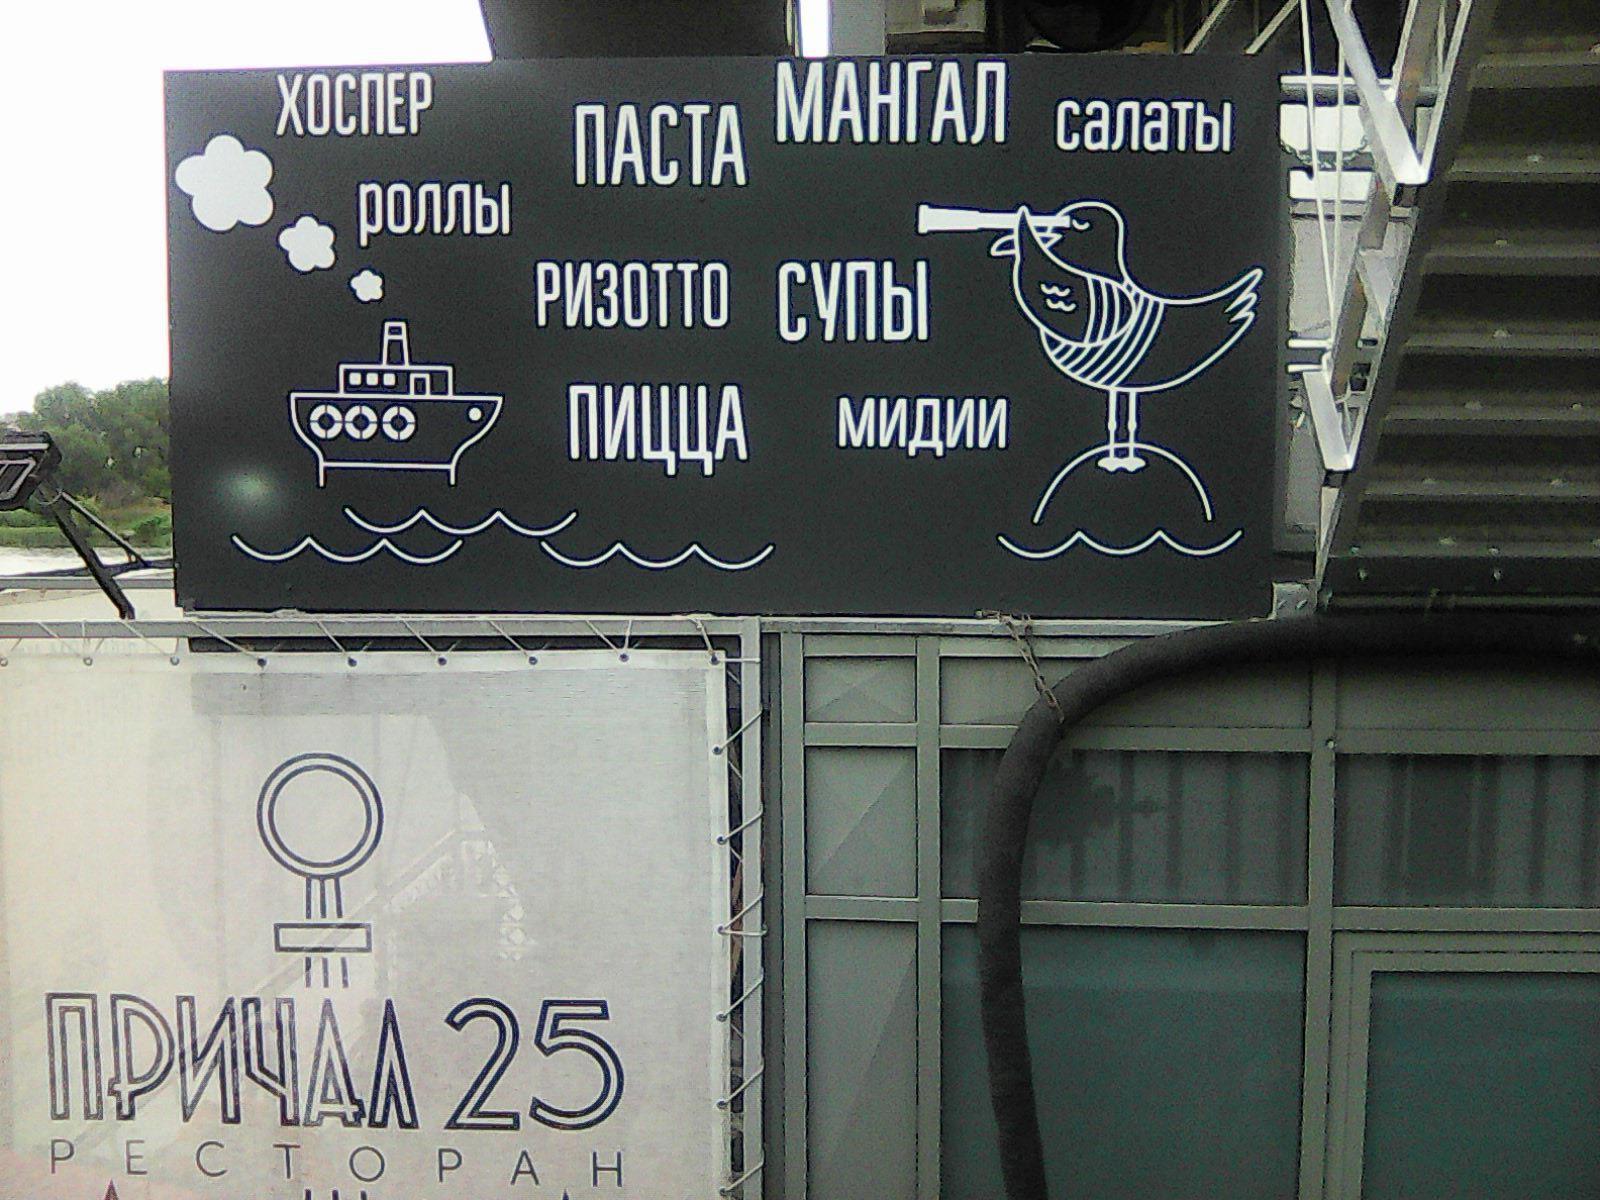 ХОСПЕР
ПАСТА
МАНГАЛ
салаты
роллы
РИЗОТТО
СУПЫ
ПИЦЦА
мидии
ПРИЧАЛ 25
РЕСТОРАН